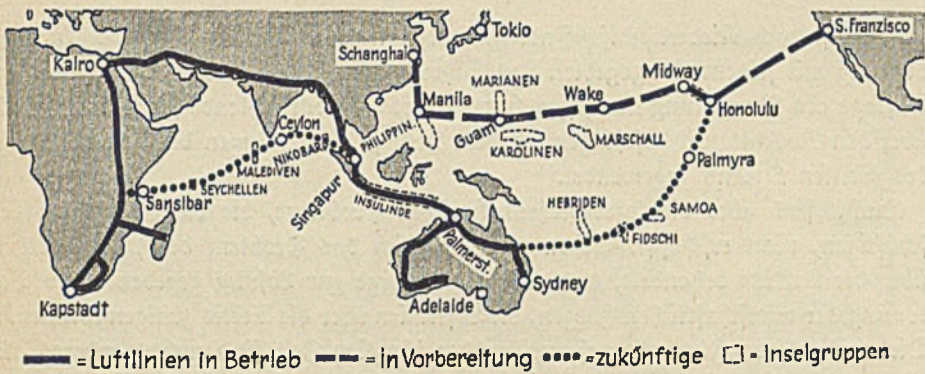 Tokio
S. Franzisco
Schanghai
Kairo
MARIANEN
Midway
Wake
Manila
Honolulu
Guam
Ceylon
PHILIPPIN.
NIKOBARG
KAROLINEN
MARSCHALL
MALEDIVEN
Palmyra
SEYCHELLEN
Sansibar
Singapur
INSULINDE
HEBRIDEN
SAMOA
FIDSCHI
Palmerst.
Sydney
Adelaide
Kapstadt
= Luftlinien in Betrieb = in Vorbereitung = zukünftige = Inselgruppen